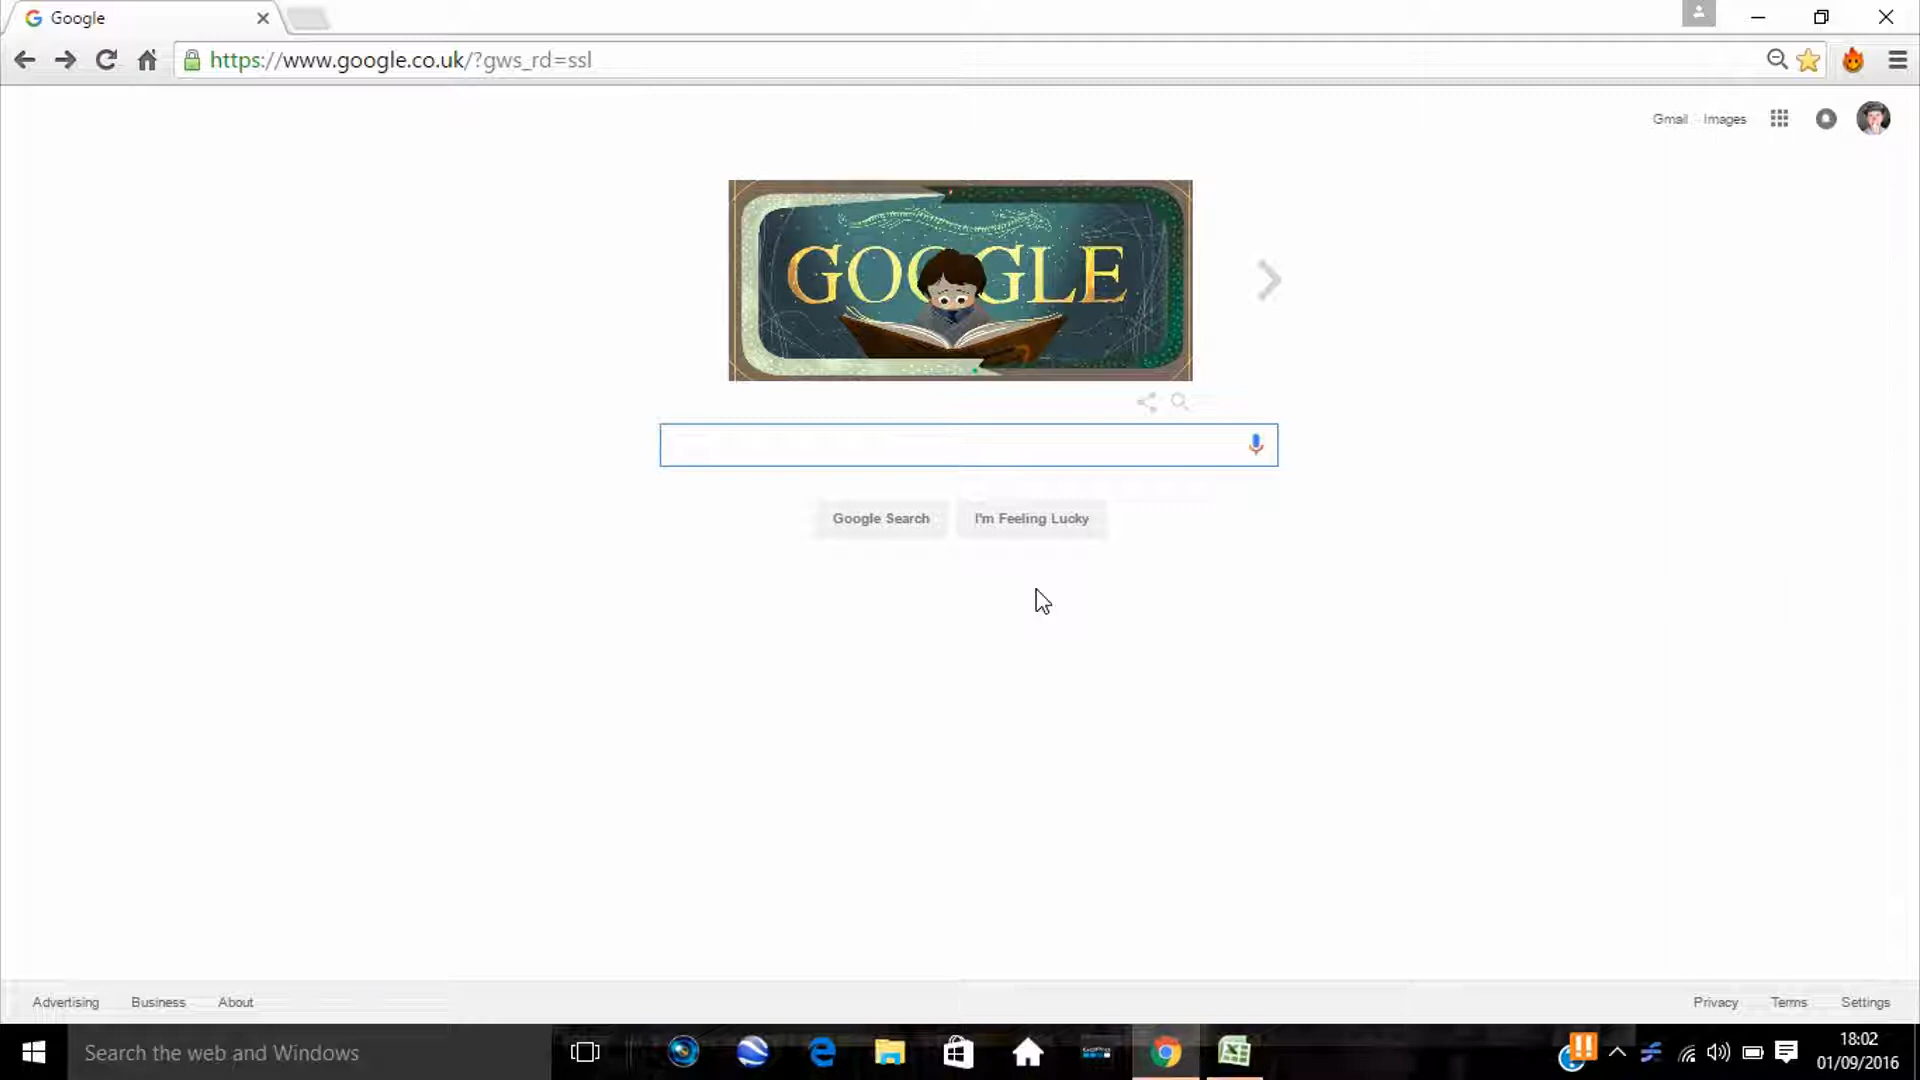 Google
https://www.google.co.uk/?gws_rd=ssl
Gmail Images
GOOGLE
Google Search I'm Feeling Lucky
Advertising Business About Privacy Terms Settings
Search the web and Windows
GoPro
18:02
01/09/2016